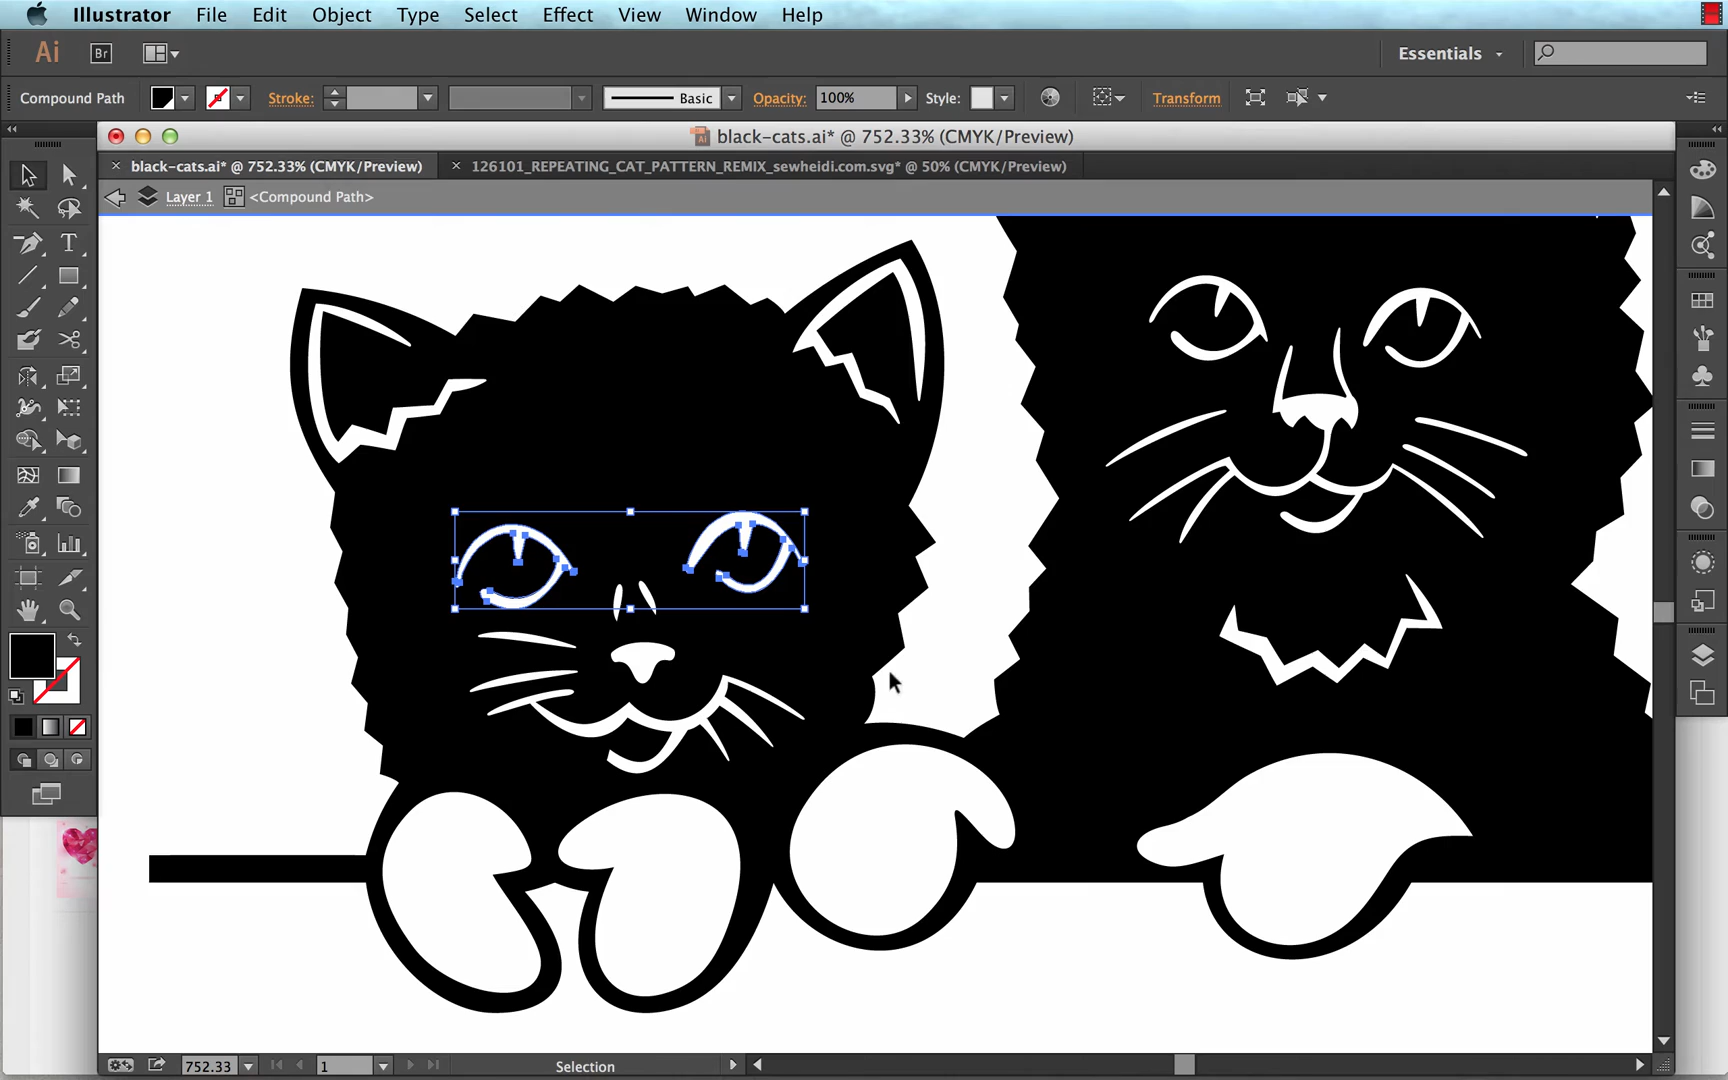 Illustrator File Edit Object Type Select Effect View Window Help
Ai Br Essentials
Compound Path Stroke: Basic Opacity: 100% Style: Transform
black-cats.ai* @ 752.33% (CMYK/Preview)
× black-cats.ai* @ 752.33% (CMYK/Preview) × 126101_REPEATING_CAT_PATTERN_REMIX_sewheidi.com.svg* @ 50% (CMYK/Preview)
Layer 1 <Compound Path>
T
752.33 1 Selection